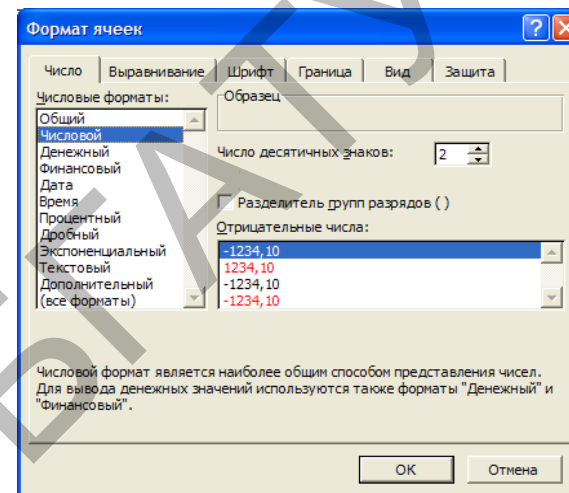 Формат ячеек
Число Выравнивание Шрифт Граница Вид Защита
Числовые форматы:
Общий
Числовой
Денежный
Финансовый
Дата
Время
Процентный
Дробный
Экспоненциальный
Текстовый
Дополнительный
(все форматы)
Образец
Число десятичных знаков: 2
Разделитель групп разрядов ( )
Отрицательные числа:
-1234,10
1234,10
-1234,10
-1234,10
Числовой формат является наиболее общим способом представления чисел.
Для вывода денежных значений используются также форматы "Денежный" и
"Финансовый".
OK Отмена